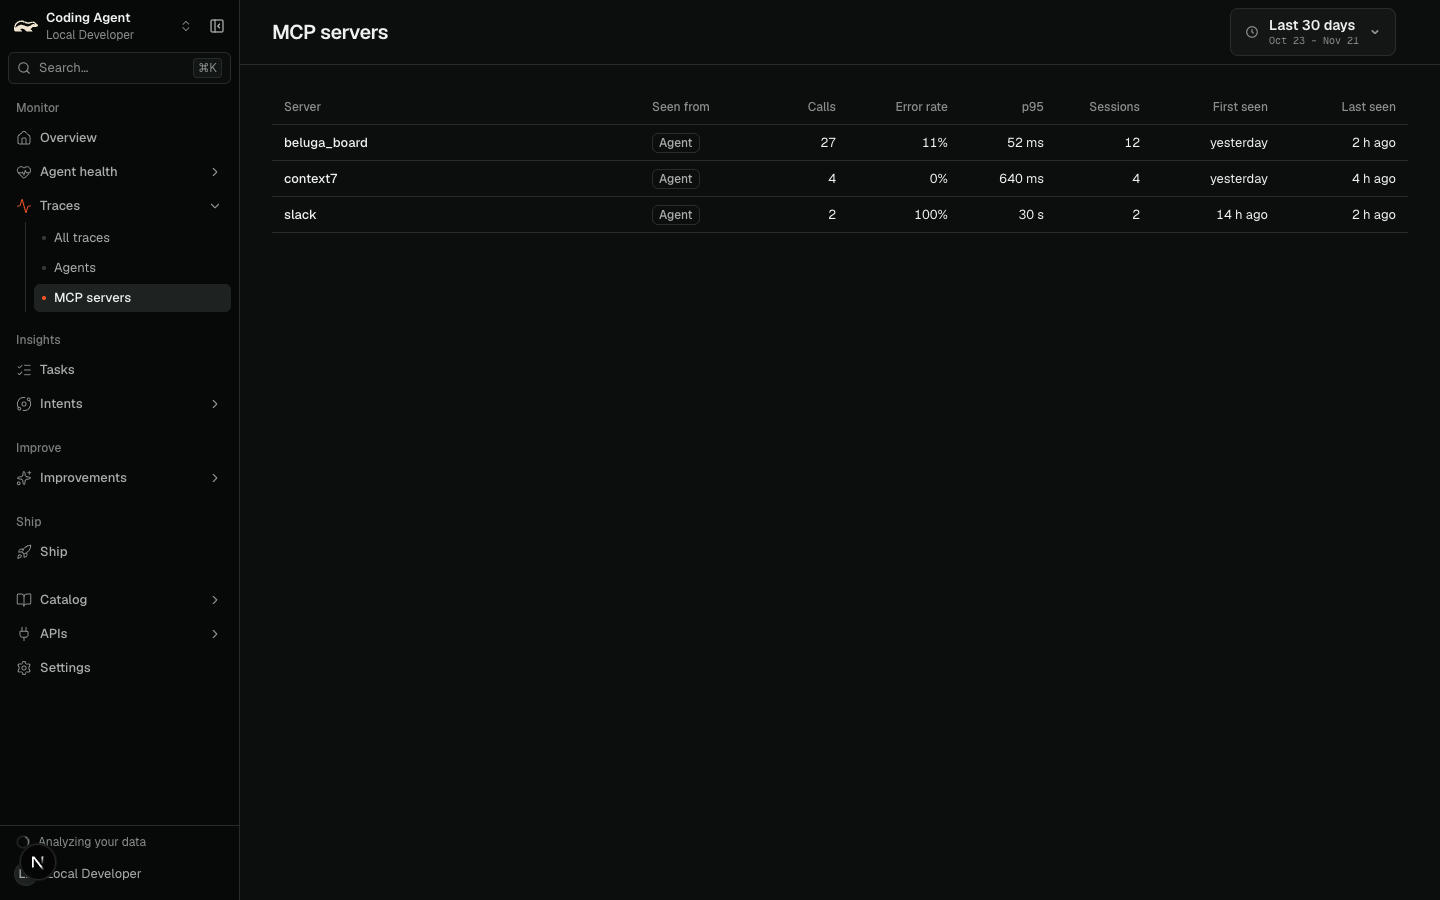 Coding Agent
Local Developer
Search...
⌘K
Monitor
Overview
Agent health
Traces
All traces
Agents
MCP servers
Insights
Tasks
Intents
Improve
Improvements
Ship
Ship
Catalog
APIs
Settings
Analyzing your data
N
Local Developer
MCP servers
Last 30 days
Oct 23 – Nov 21
Server Seen from Calls Error rate p95 Sessions First seen Last seen
beluga_board Agent 27 11% 52 ms 12 yesterday 2 h ago
context7 Agent 4 0% 640 ms 4 yesterday 4 h ago
slack Agent 2 100% 30 s 2 14 h ago 2 h ago